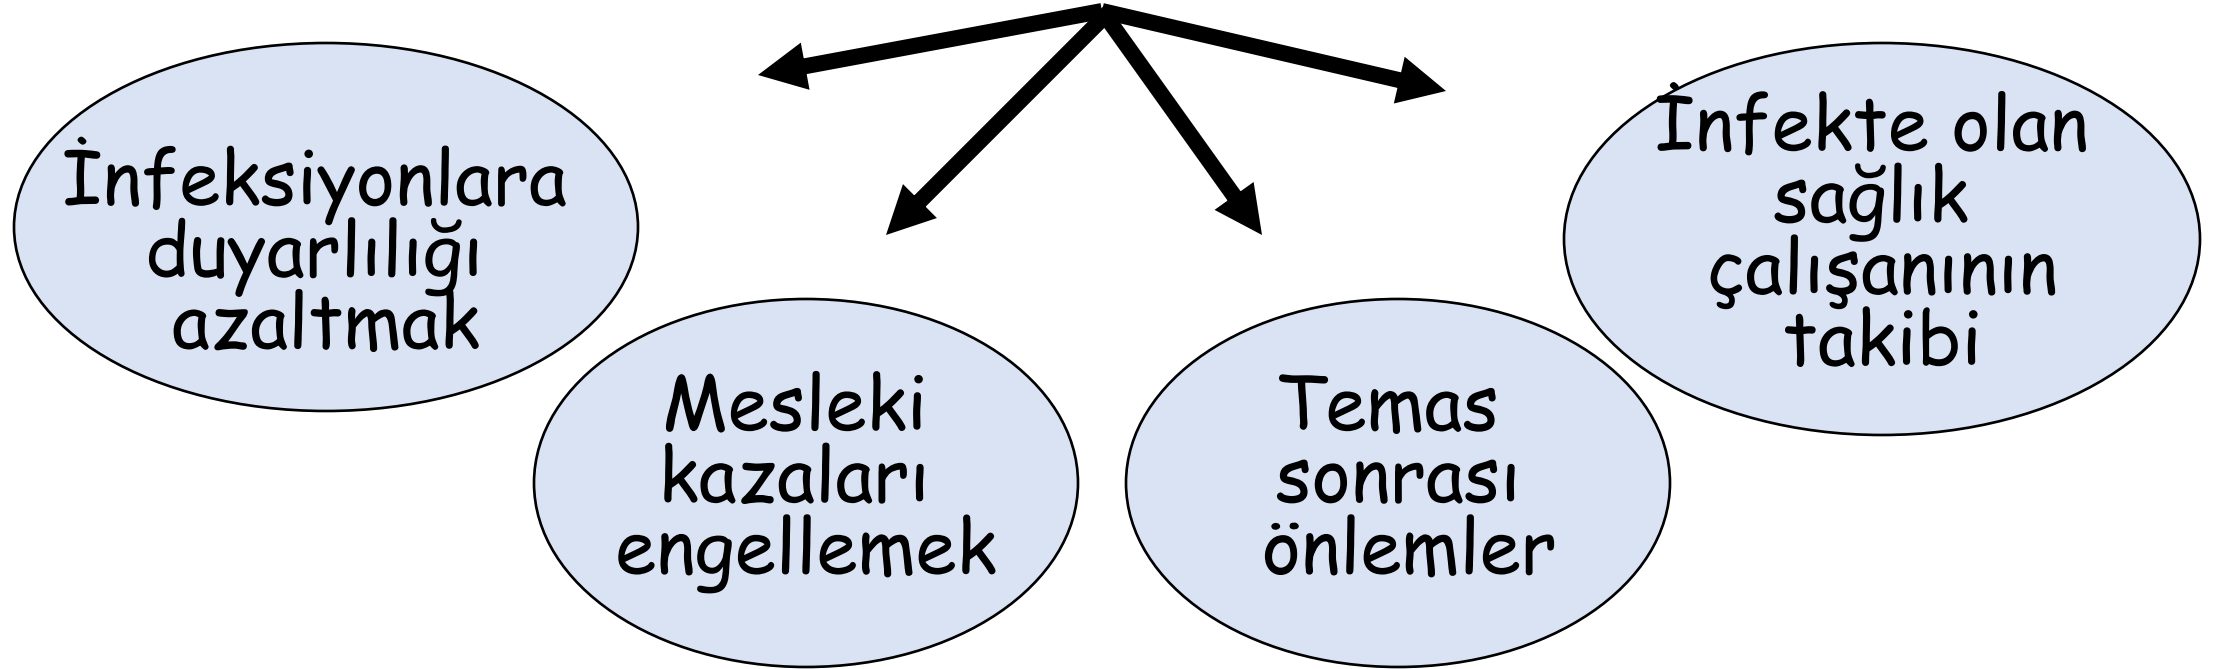 İnfeksiyonlara
duyarlılığı
azaltmak
Mesleki
kazaları
engellemek
Temas
sonrası
önlemler
İnfekte olan
sağlık
çalışanının
takibi